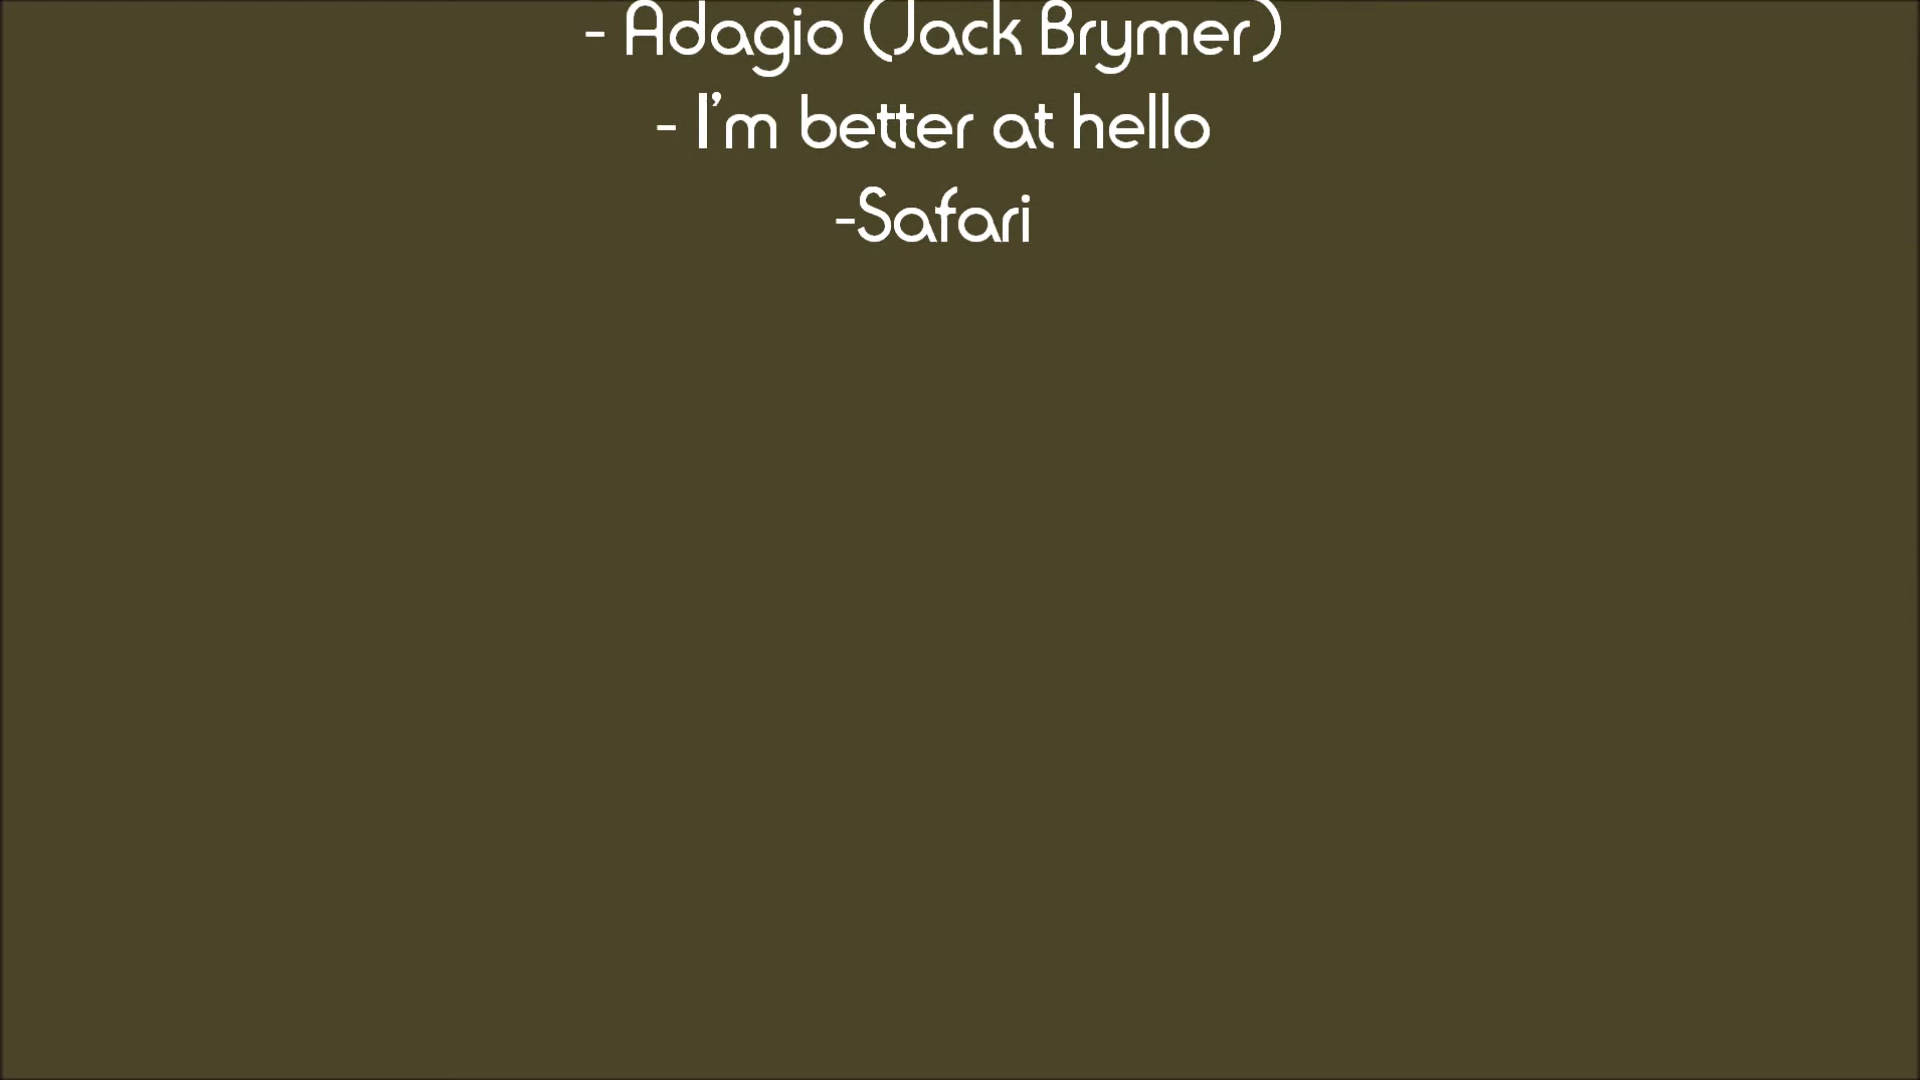 - Adagio (Jack Brymer)
- I'm better at hello
-Safari